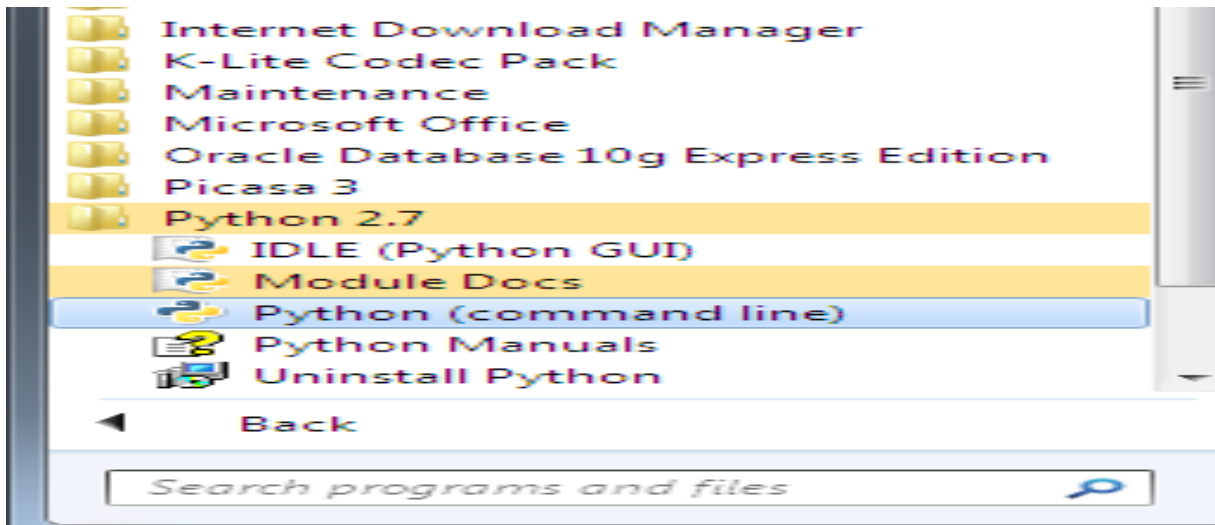 Internet Download Manager
K-Lite Codec Pack
Maintenance
Microsoft Office
Oracle Database 10g Express Edition
Picasa 3
Python 2.7
IDLE (Python GUI)
Module Docs
Python (command line)
Python Manuals
Uninstall Python
Back
Search programs and files